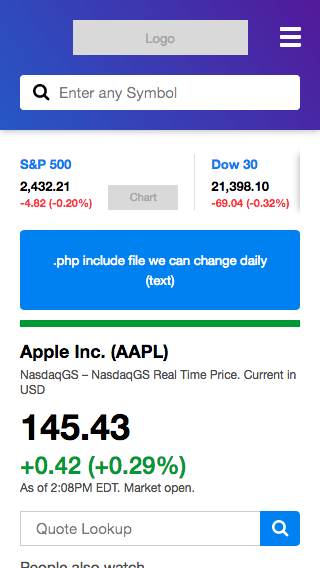 Logo
Enter any Symbol
S&P 500
2,432.21
-4.82 (-0.20%)
Chart
Dow 30
21,398.10
-69.04 (-0.32%)
.php include file we can change daily
(text)
Apple Inc. (AAPL)
NasdaqGS – NasdaqGS Real Time Price. Current in
USD
145.43
+0.42 (+0.29%)
As of 2:08PM EDT. Market open.
Quote Lookup
People also watch